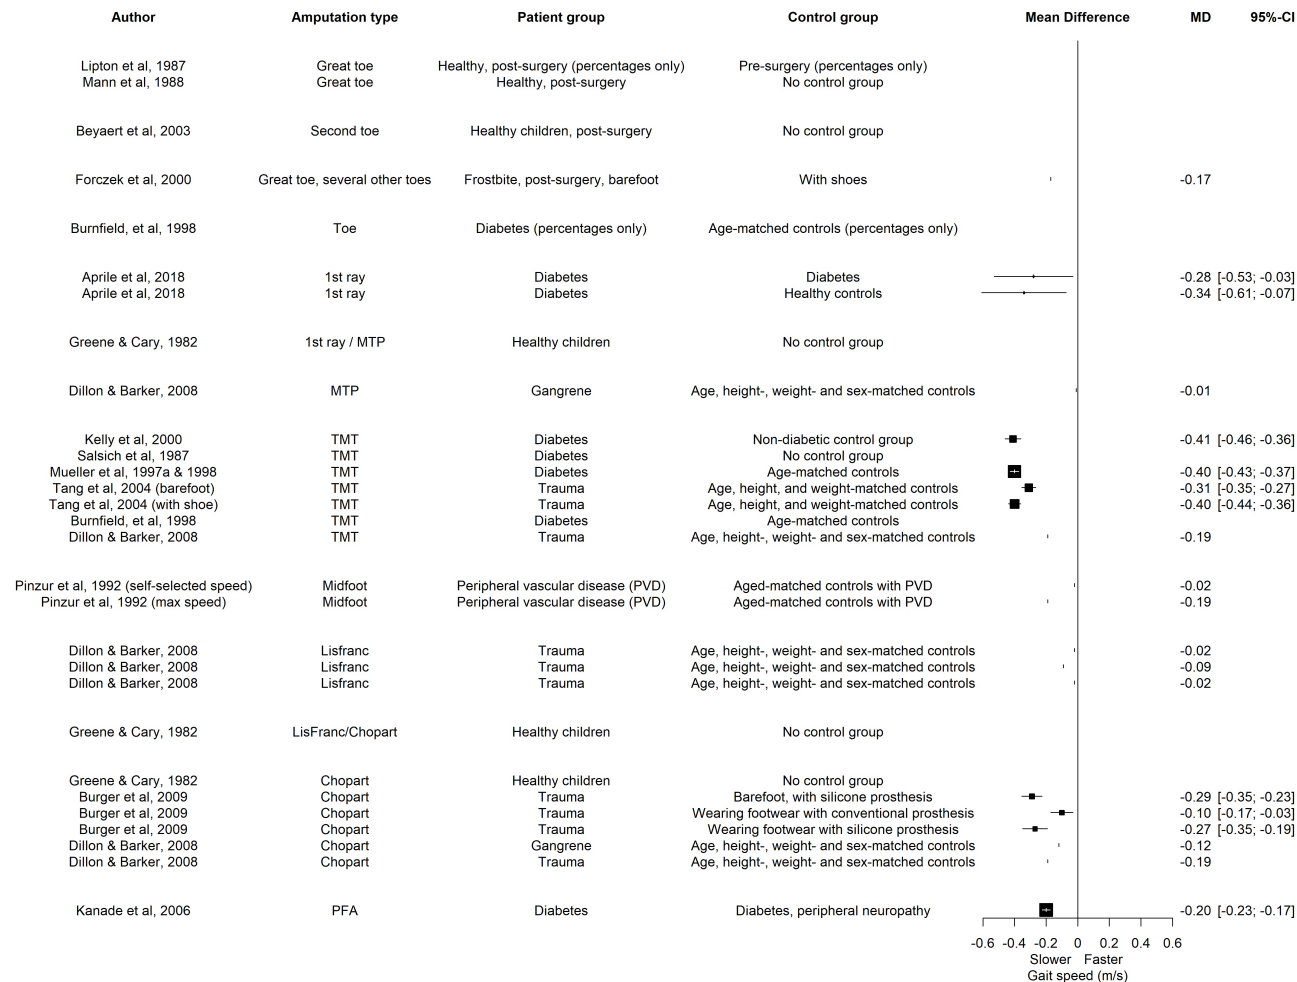 Author Amputation type Patient group Control group Mean Difference MD 95%-CI
Lipton et al, 1987 Great toe Healthy, post-surgery (percentages only) Pre-surgery (percentages only)
Mann et al, 1988 Great toe Healthy, post-surgery No control group
Beyaert et al, 2003 Second toe Healthy children, post-surgery No control group
Forczek et al, 2000 Great toe, several other toes Frostbite, post-surgery, barefoot With shoes -0.17
Burnfield, et al, 1998 Toe Diabetes (percentages only) Age-matched controls (percentages only)
Aprile et al, 2018 1st ray Diabetes Diabetes -0.28 [-0.53; -0.03]
Aprile et al, 2018 1st ray Diabetes Healthy controls -0.34 [-0.61; -0.07]
Greene & Cary, 1982 1st ray / MTP Healthy children No control group
Dillon & Barker, 2008 MTP Gangrene Age, height-, weight- and sex-matched controls -0.01
Kelly et al, 2000 TMT Diabetes Non-diabetic control group -0.41 [-0.46; -0.36]
Salsich et al, 1987 TMT Diabetes No control group
Mueller et al, 1997a & 1998 TMT Diabetes Age-matched controls -0.40 [-0.43; -0.37]
Tang et al, 2004 (barefoot) TMT Trauma Age, height, and weight-matched controls -0.31 [-0.35; -0.27]
Tang et al, 2004 (with shoe) TMT Trauma Age, height, and weight-matched controls -0.40 [-0.44; -0.36]
Burnfield, et al, 1998 TMT Diabetes Age-matched controls
Dillon & Barker, 2008 TMT Trauma Age, height-, weight- and sex-matched controls -0.19
Pinzur et al, 1992 (self-selected speed) Midfoot Peripheral vascular disease (PVD) Aged-matched controls with PVD -0.02
Pinzur et al, 1992 (max speed) Midfoot Peripheral vascular disease (PVD) Aged-matched controls with PVD -0.19
Dillon & Barker, 2008 Lisfranc Trauma Age, height-, weight- and sex-matched controls -0.02
Dillon & Barker, 2008 Lisfranc Trauma Age, height-, weight- and sex-matched controls -0.09
Dillon & Barker, 2008 Lisfranc Trauma Age, height-, weight- and sex-matched controls -0.02
Greene & Cary, 1982 LisFranc/Chopart Healthy children No control group
Greene & Cary, 1982 Chopart Healthy children No control group
Burger et al, 2009 Chopart Trauma Barefoot, with silicone prosthesis -0.29 [-0.35; -0.23]
Burger et al, 2009 Chopart Trauma Wearing footwear with conventional prosthesis -0.10 [-0.17; -0.03]
Burger et al, 2009 Chopart Trauma Wearing footwear with silicone prosthesis -0.27 [-0.35; -0.19]
Dillon & Barker, 2008 Chopart Gangrene Age, height-, weight- and sex-matched controls -0.12
Dillon & Barker, 2008 Chopart Trauma Age, height-, weight- and sex-matched controls -0.19
Kanade et al, 2006 PFA Diabetes Diabetes, peripheral neuropathy -0.20 [-0.23; -0.17]
-0.6 -0.4 -0.2 0 0.2 0.4 0.6
Slower Faster
Gait speed (m/s)